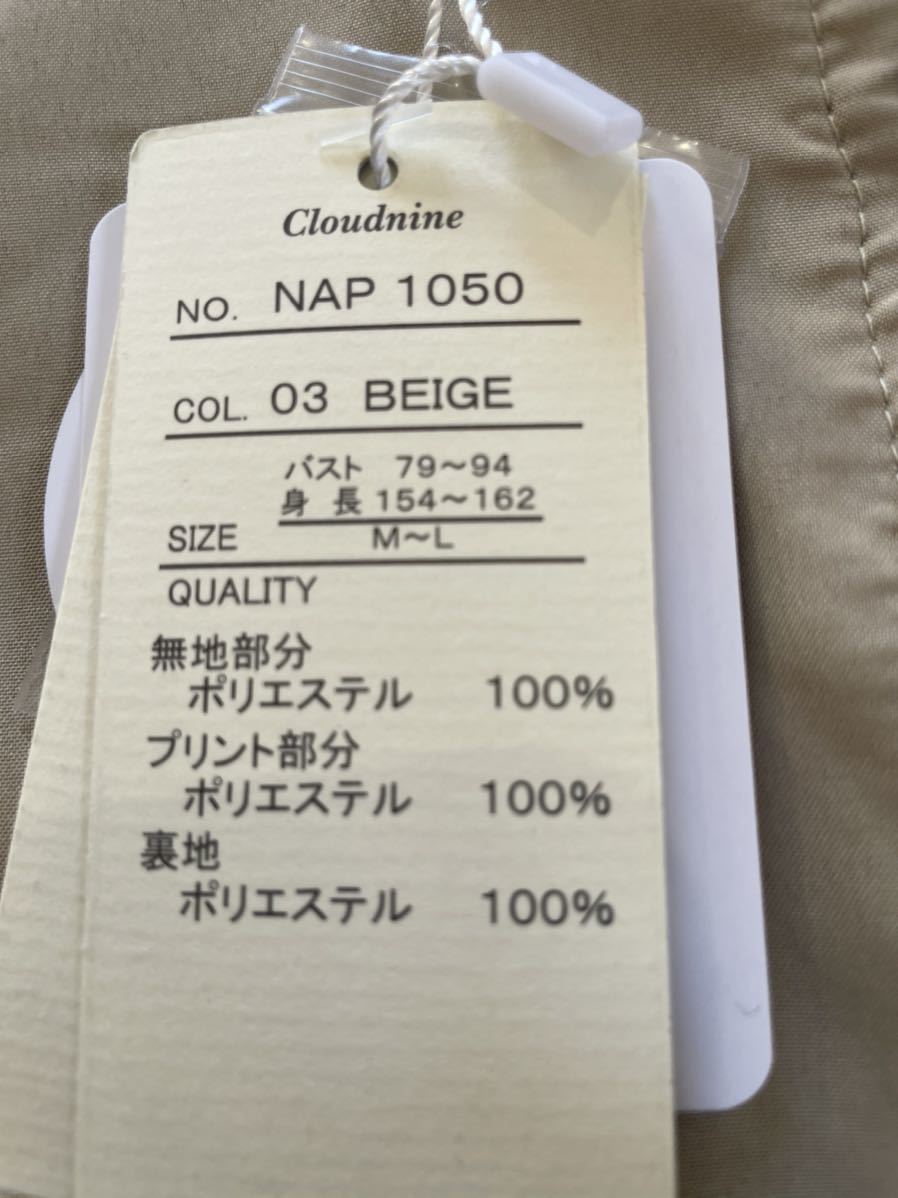 Cloudnine
NO. NAP 1050
COL. 03 BEIGE
バスト 79～94
身長 154～162
SIZE M～L
QUALITY
無地部分
ポリエステル 100%
プリント部分
ポリエステル 100%
裏地
ポリエステル 100%